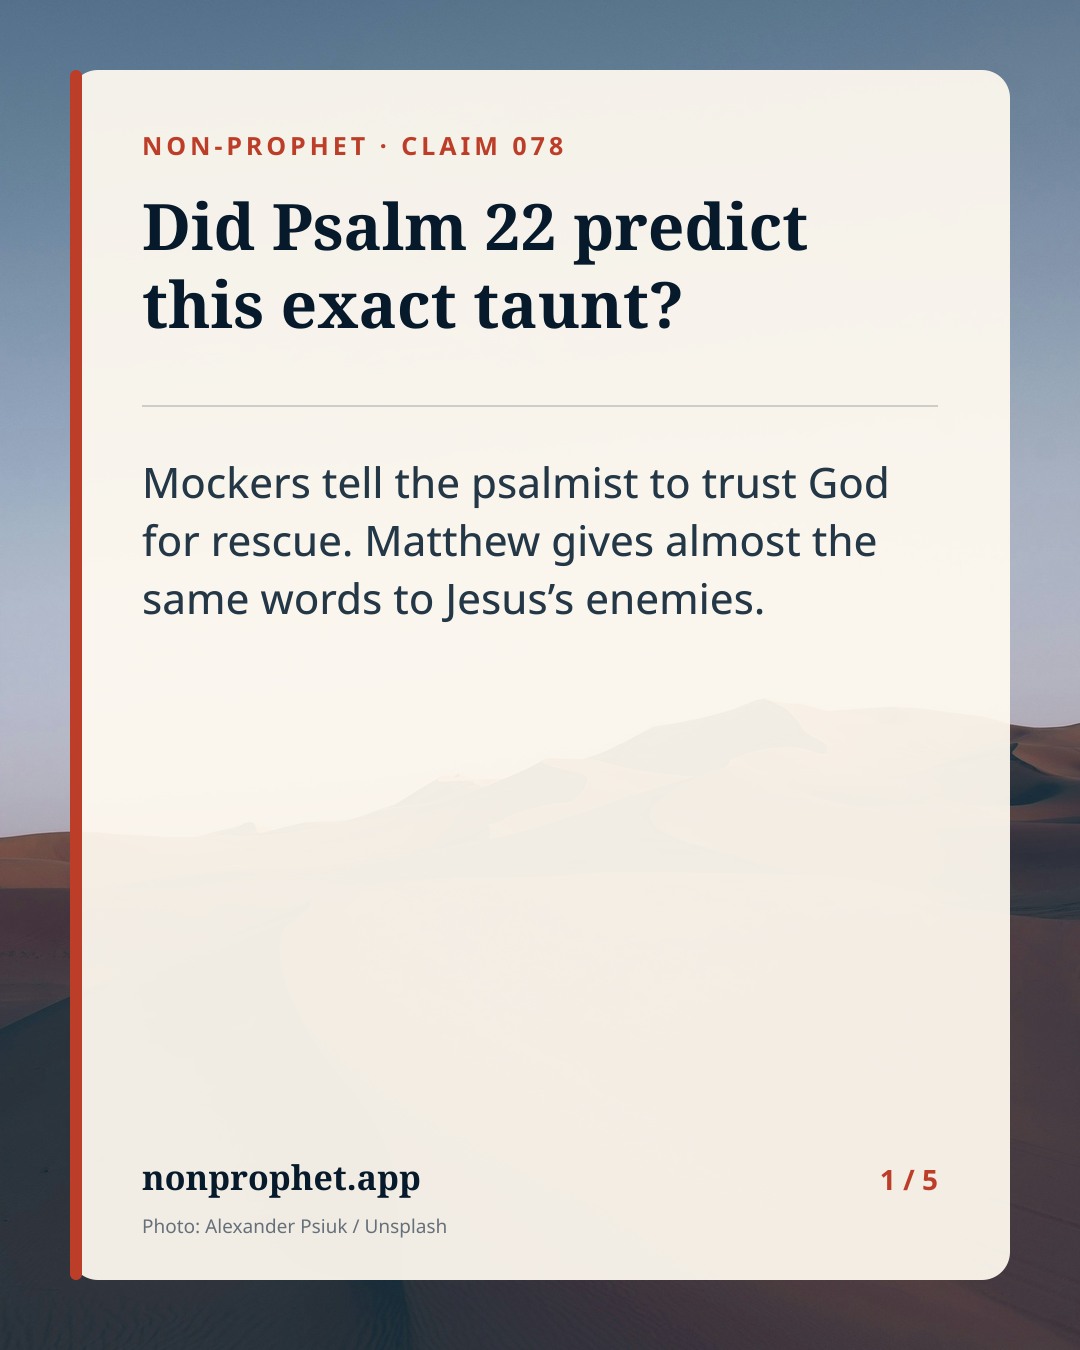 NON-PROPHET · CLAIM 078
Did Psalm 22 predict
this exact taunt?
Mockers tell the psalmist to trust God
for rescue. Matthew gives almost the
same words to Jesus’s enemies.
nonprophet.app
1 / 5
Photo: Alexander Psiuk / Unsplash